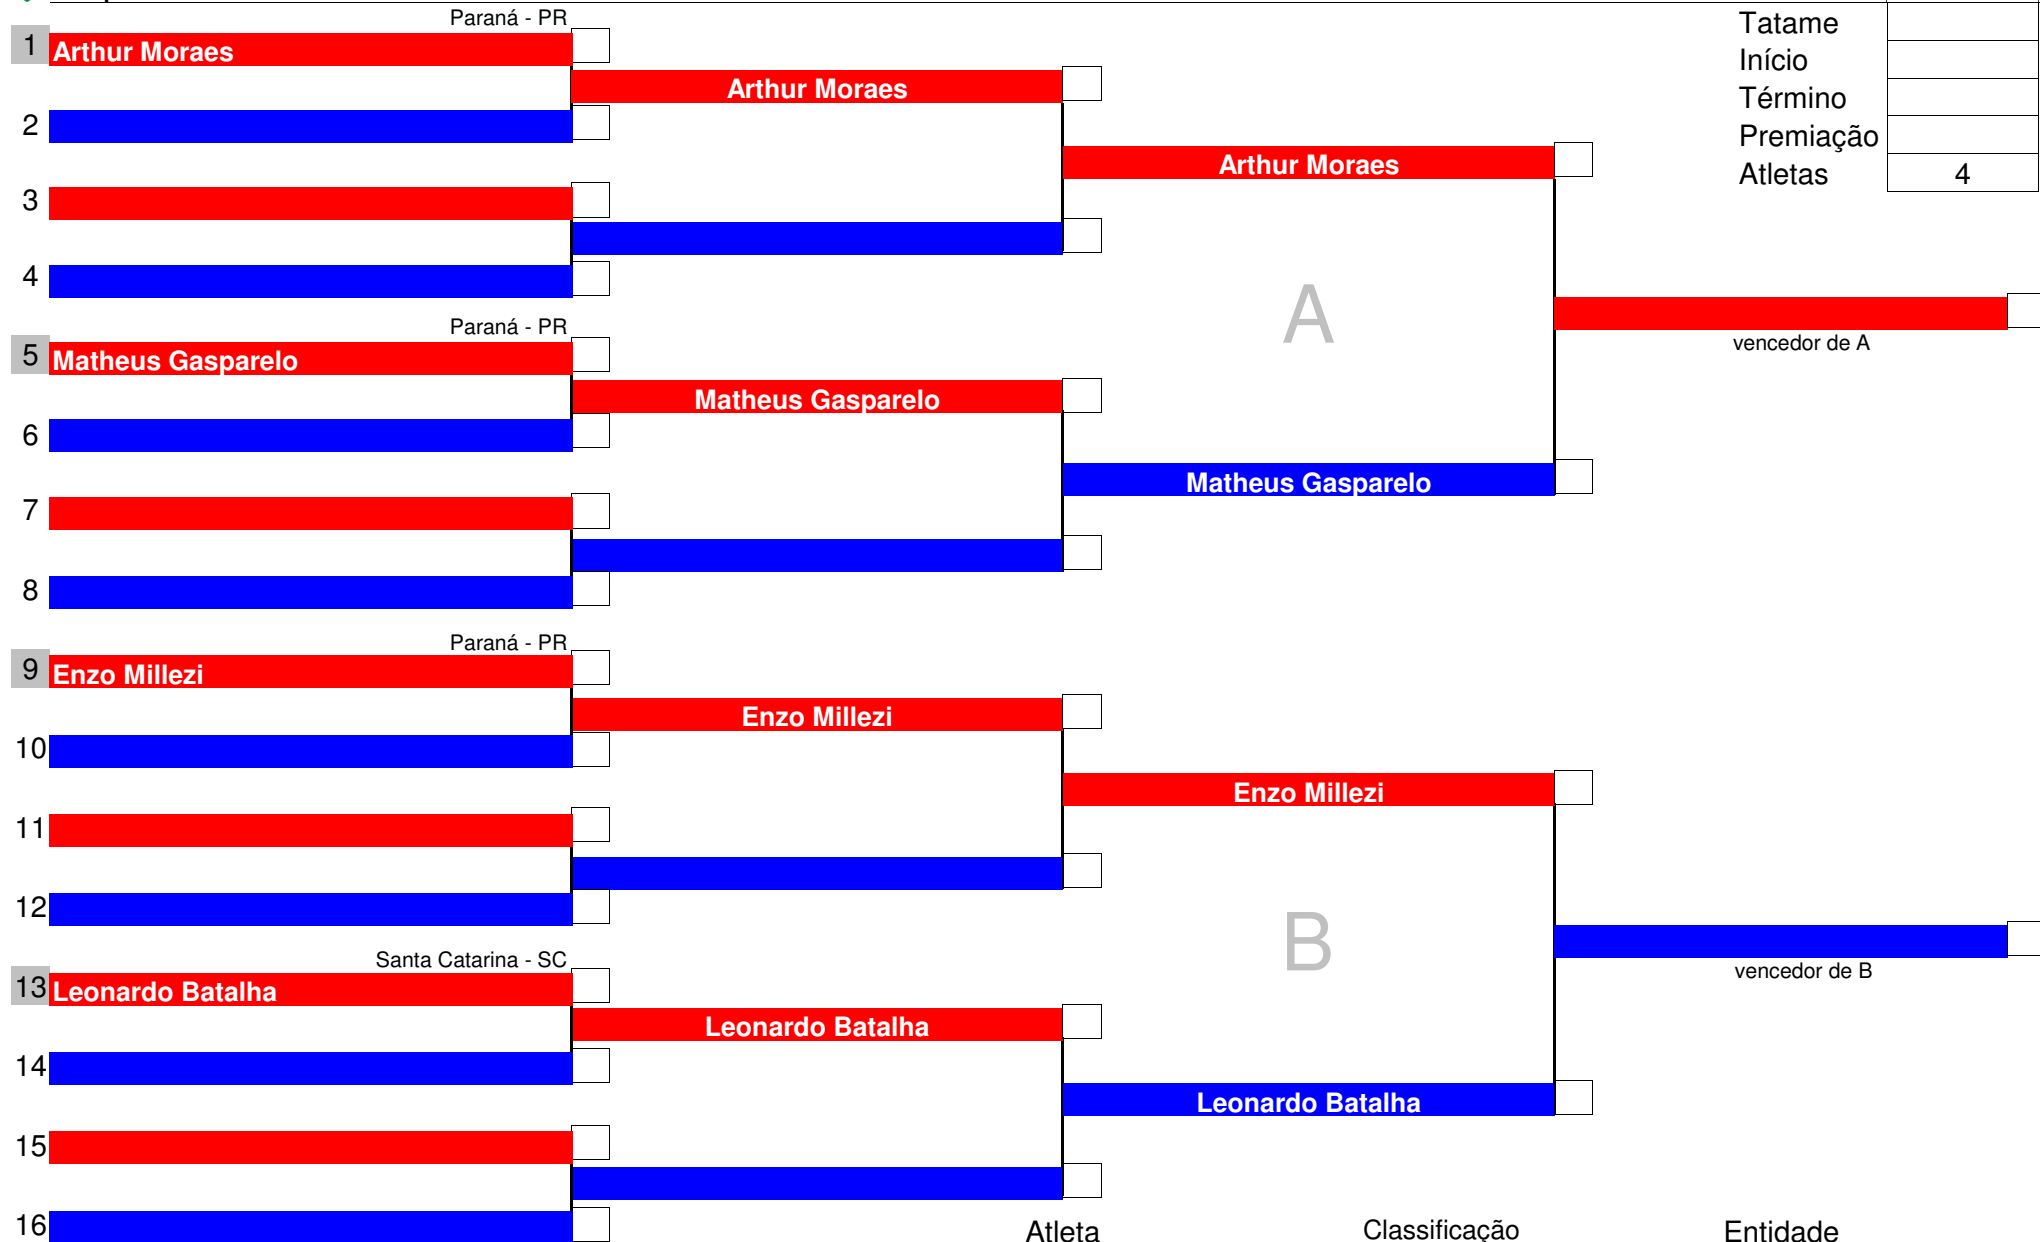 Paraná - PR
Tatame
1 Arthur Moraes
Início
Arthur Moraes
Término
2
Premiação
Arthur Moraes
Atletas 4
3
4
A
Paraná - PR
vencedor de A
5 Matheus Gasparelo
Matheus Gasparelo
6
Matheus Gasparelo
7
8
Paraná - PR
9 Enzo Millezi
Enzo Millezi
10
Enzo Millezi
11
12
B
Santa Catarina - SC
vencedor de B
13 Leonardo Batalha
Leonardo Batalha
14
Leonardo Batalha
15
16
Atleta Classificação Entidade